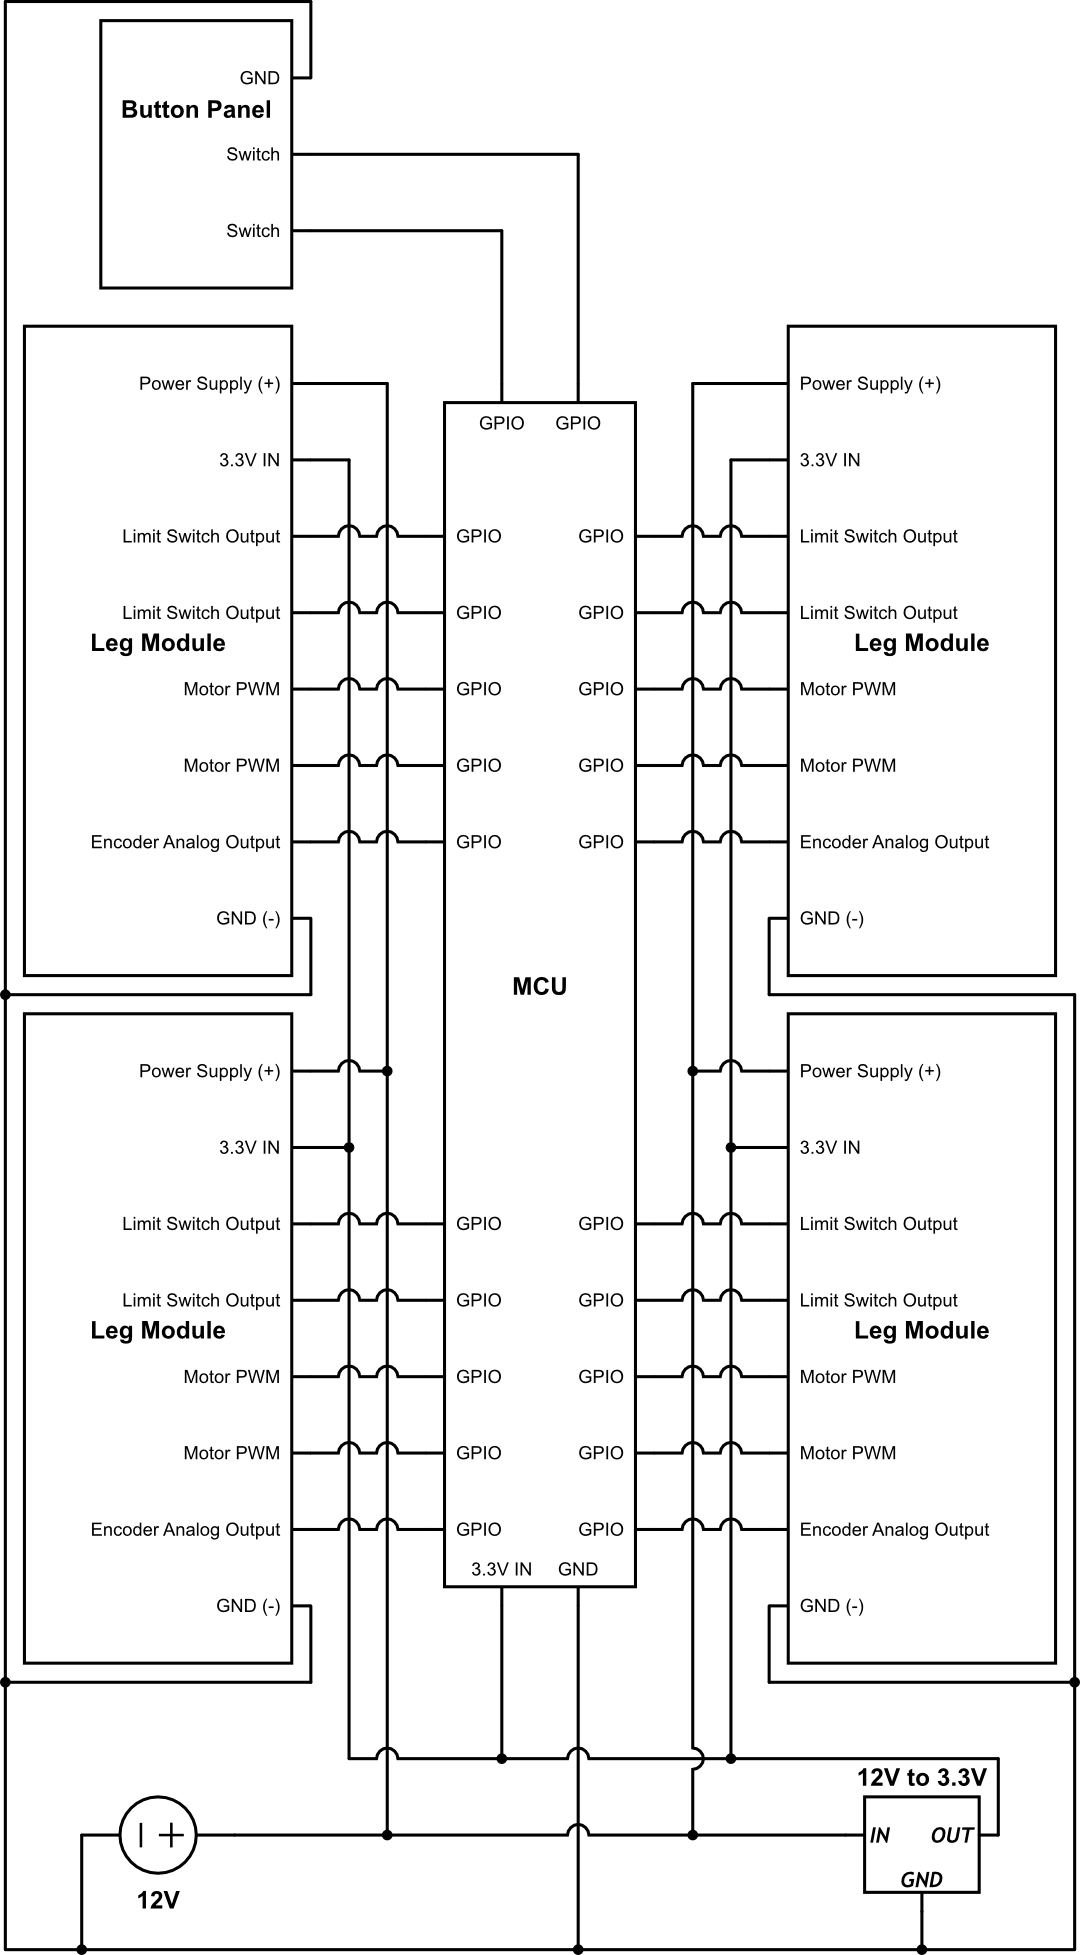 GND
Button Panel
Switch
Switch
Power Supply (+)
3.3V IN
Limit Switch Output
Limit Switch Output
Leg Module
Motor PWM
Motor PWM
Encoder Analog Output
GND (-)
GPIO GPIO
GPIO GPIO
GPIO GPIO
GPIO GPIO
GPIO GPIO
GPIO GPIO
MCU
Power Supply (+)
3.3V IN
Limit Switch Output
Limit Switch Output
Leg Module
Motor PWM
Motor PWM
Encoder Analog Output
GND (-)
Power Supply (+)
3.3V IN
Limit Switch Output
Limit Switch Output
Leg Module
Motor PWM
Motor PWM
Encoder Analog Output
GND (-)
GPIO GPIO
GPIO GPIO
GPIO GPIO
GPIO GPIO
GPIO GPIO
3.3V IN GND
Power Supply (+)
3.3V IN
Limit Switch Output
Limit Switch Output
Leg Module
Motor PWM
Motor PWM
Encoder Analog Output
GND (-)
12V to 3.3V
IN OUT
GND
12V